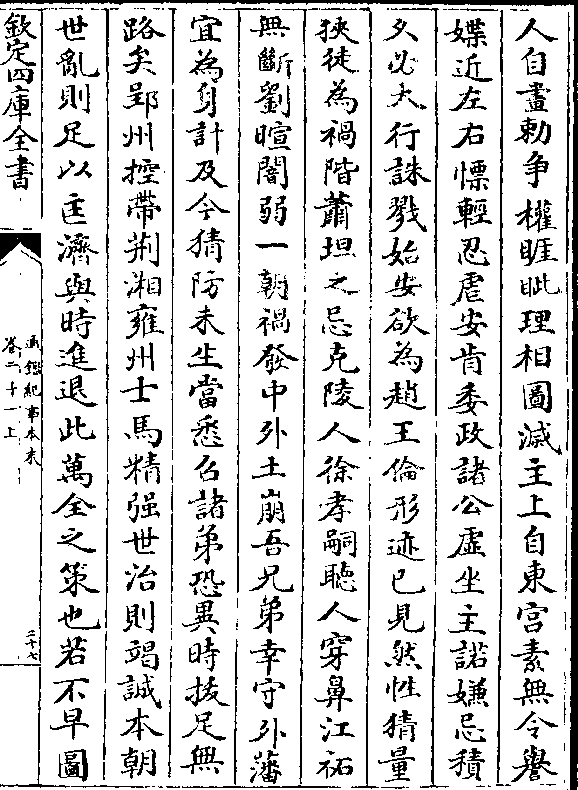 人自畫勅争權睚眦理相圖滅主上自東宫素無令譽
媟近左右慓輕忍虐安肯委政諸公虚坐主諾嫌忌積
久必大行誅戮始安欲為趙王倫形迹已見然性猜量
狹徒為禍階蕭坦之忌克陵人徐孝嗣聽人穿鼻江祏
無斷劉暄闇弱一朝禍發中外土崩吾兄弟幸守外藩
宜為身計及今猜防未生當悉召諸弟恐異時拔足無
路矣郢州控帶荆湘雍州士馬精强世治則竭誠本朝
世亂則足以匡濟與時進退此萬全之策也若不早圖
欽定四庫全書
通鑑紀事本末
卷二十一上
二十七